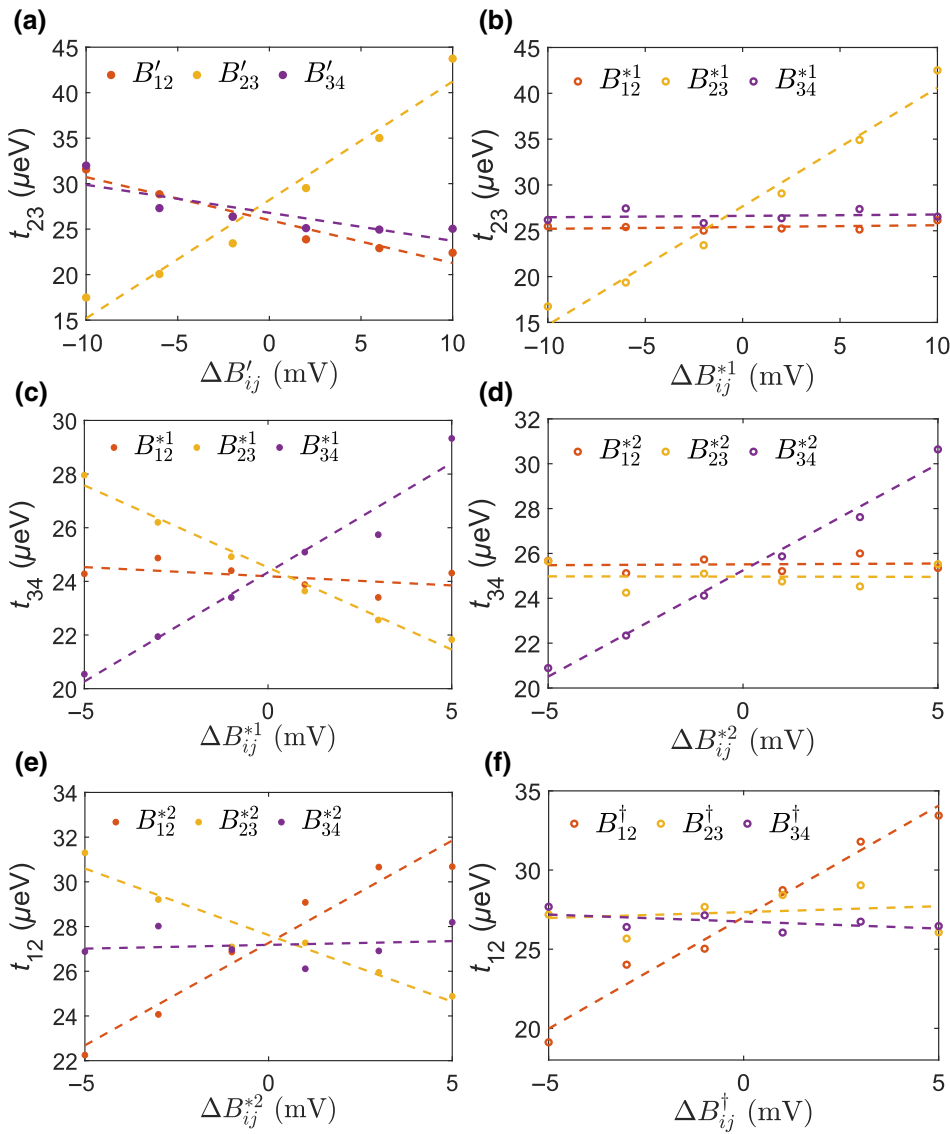 (a)
45
40
35
30
25
20
15
t₂₃ (μeV)
B′₁₂ B′₂₃ B′₃₄
−10 −5 0 5 10
ΔB′ᵢⱼ (mV)
(b)
45
40
35
30
25
20
15
t₂₃ (μeV)
B*¹₁₂ B*¹₂₃ B*¹₃₄
−10 −5 0 5 10
ΔB*¹ᵢⱼ (mV)
(c)
30
28
26
24
22
20
t₃₄ (μeV)
B*¹₁₂ B*¹₂₃ B*¹₃₄
−5 0 5
ΔB*¹ᵢⱼ (mV)
(d)
32
30
28
26
24
22
20
t₃₄ (μeV)
B*²₁₂ B*²₂₃ B*²₃₄
−5 0 5
ΔB*²ᵢⱼ (mV)
(e)
34
32
30
28
26
24
22
t₁₂ (μeV)
B*²₁₂ B*²₂₃ B*²₃₄
−5 0 5
ΔB*²ᵢⱼ (mV)
(f)
35
30
25
20
t₁₂ (μeV)
B†₁₂ B†₂₃ B†₃₄
−5 0 5
ΔB†ᵢⱼ (mV)